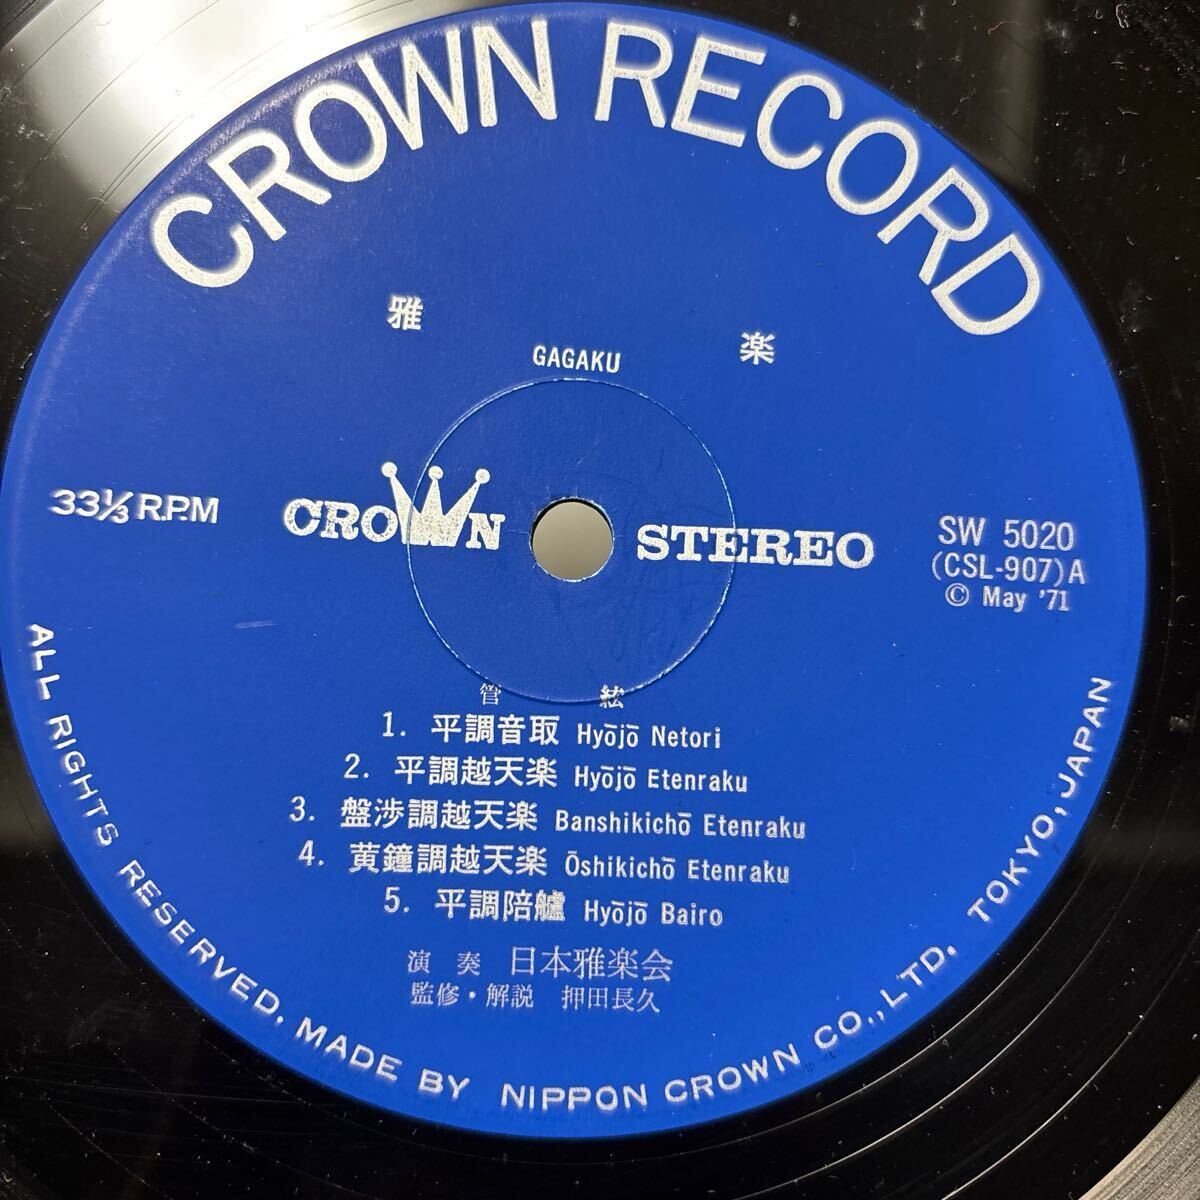 CROWN RECORD
雅楽
GAGAKU
33⅓ R.P.M
CROWN
STEREO
SW 5020
(CSL-907)A
© May '71
管絃
1. 平調音取 Hyōjō Netori
2. 平調越天楽 Hyōjō Etenraku
3. 盤渉調越天楽 Banshikichō Etenraku
4. 黄鐘調越天楽 Ōshikichō Etenraku
5. 平調陪臚 Hyōjō Bairo
演奏 日本雅楽会
監修・解説 押田長久
ALL RIGHTS RESERVED. MADE BY NIPPON CROWN CO., LTD. TOKYO, JAPAN